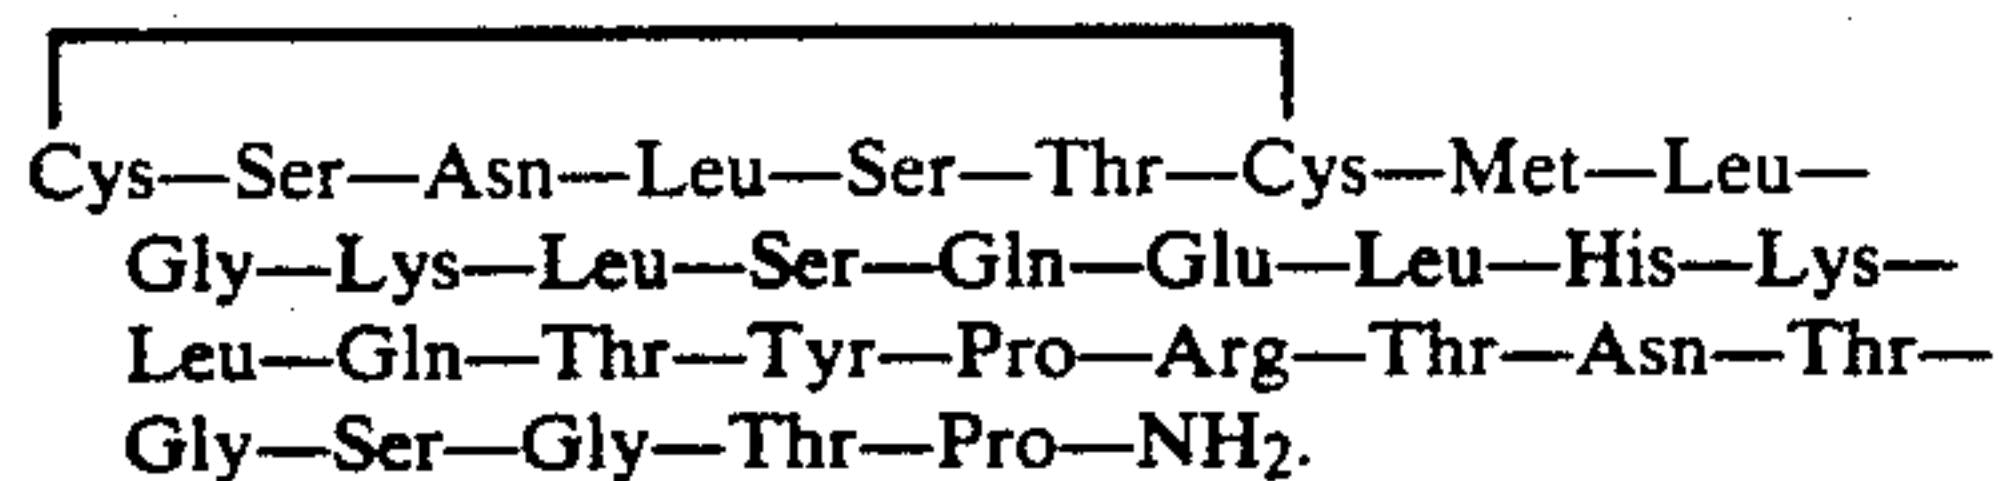 Cys—Ser—Asn—Leu—Ser—Thr—Cys—Met—Leu—
Gly—Lys—Leu—Ser—Gln—Glu—Leu—His—Lys—
Leu—Gln—Thr—Tyr—Pro—Arg—Thr—Asn—Thr—
Gly—Ser—Gly—Thr—Pro—NH₂.